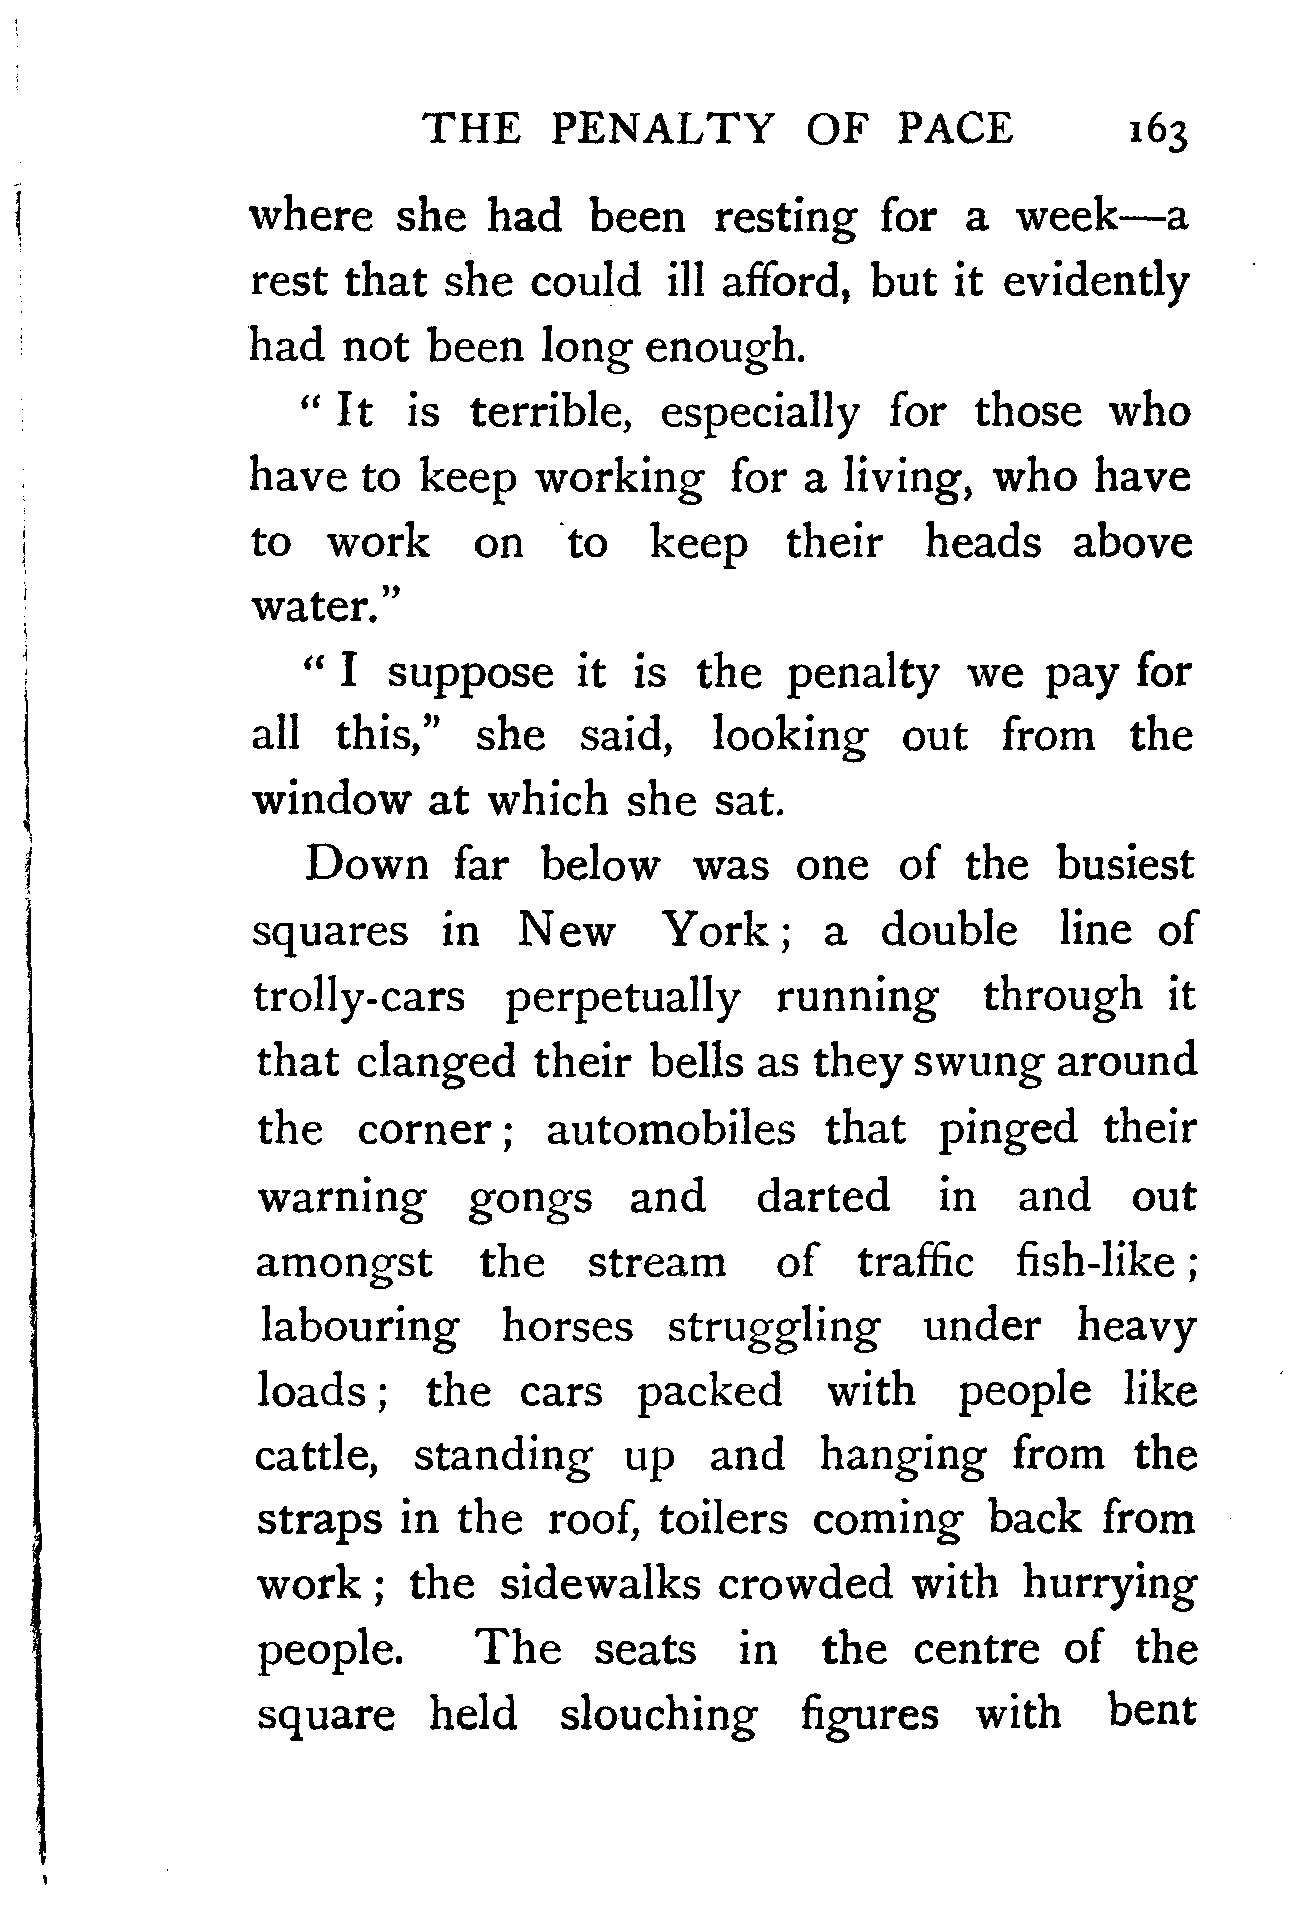 THE PENALTY OF PACE 163
where she had been resting for a week—a
rest that she could ill afford, but it evidently
had not been long enough.
“ It is terrible, especially for those who
have to keep working for a living, who have
to work on to keep their heads above
water.”
“ I suppose it is the penalty we pay for
all this,” she said, looking out from the
window at which she sat.
Down far below was one of the busiest
squares in New York ; a double line of
trolly-cars perpetually running through it
that clanged their bells as they swung around
the corner ; automobiles that pinged their
warning gongs and darted in and out
amongst the stream of traffic fish-like ;
labouring horses struggling under heavy
loads ; the cars packed with people like
cattle, standing up and hanging from the
straps in the roof, toilers coming back from
work ; the sidewalks crowded with hurrying
people. The seats in the centre of the
square held slouching figures with bent